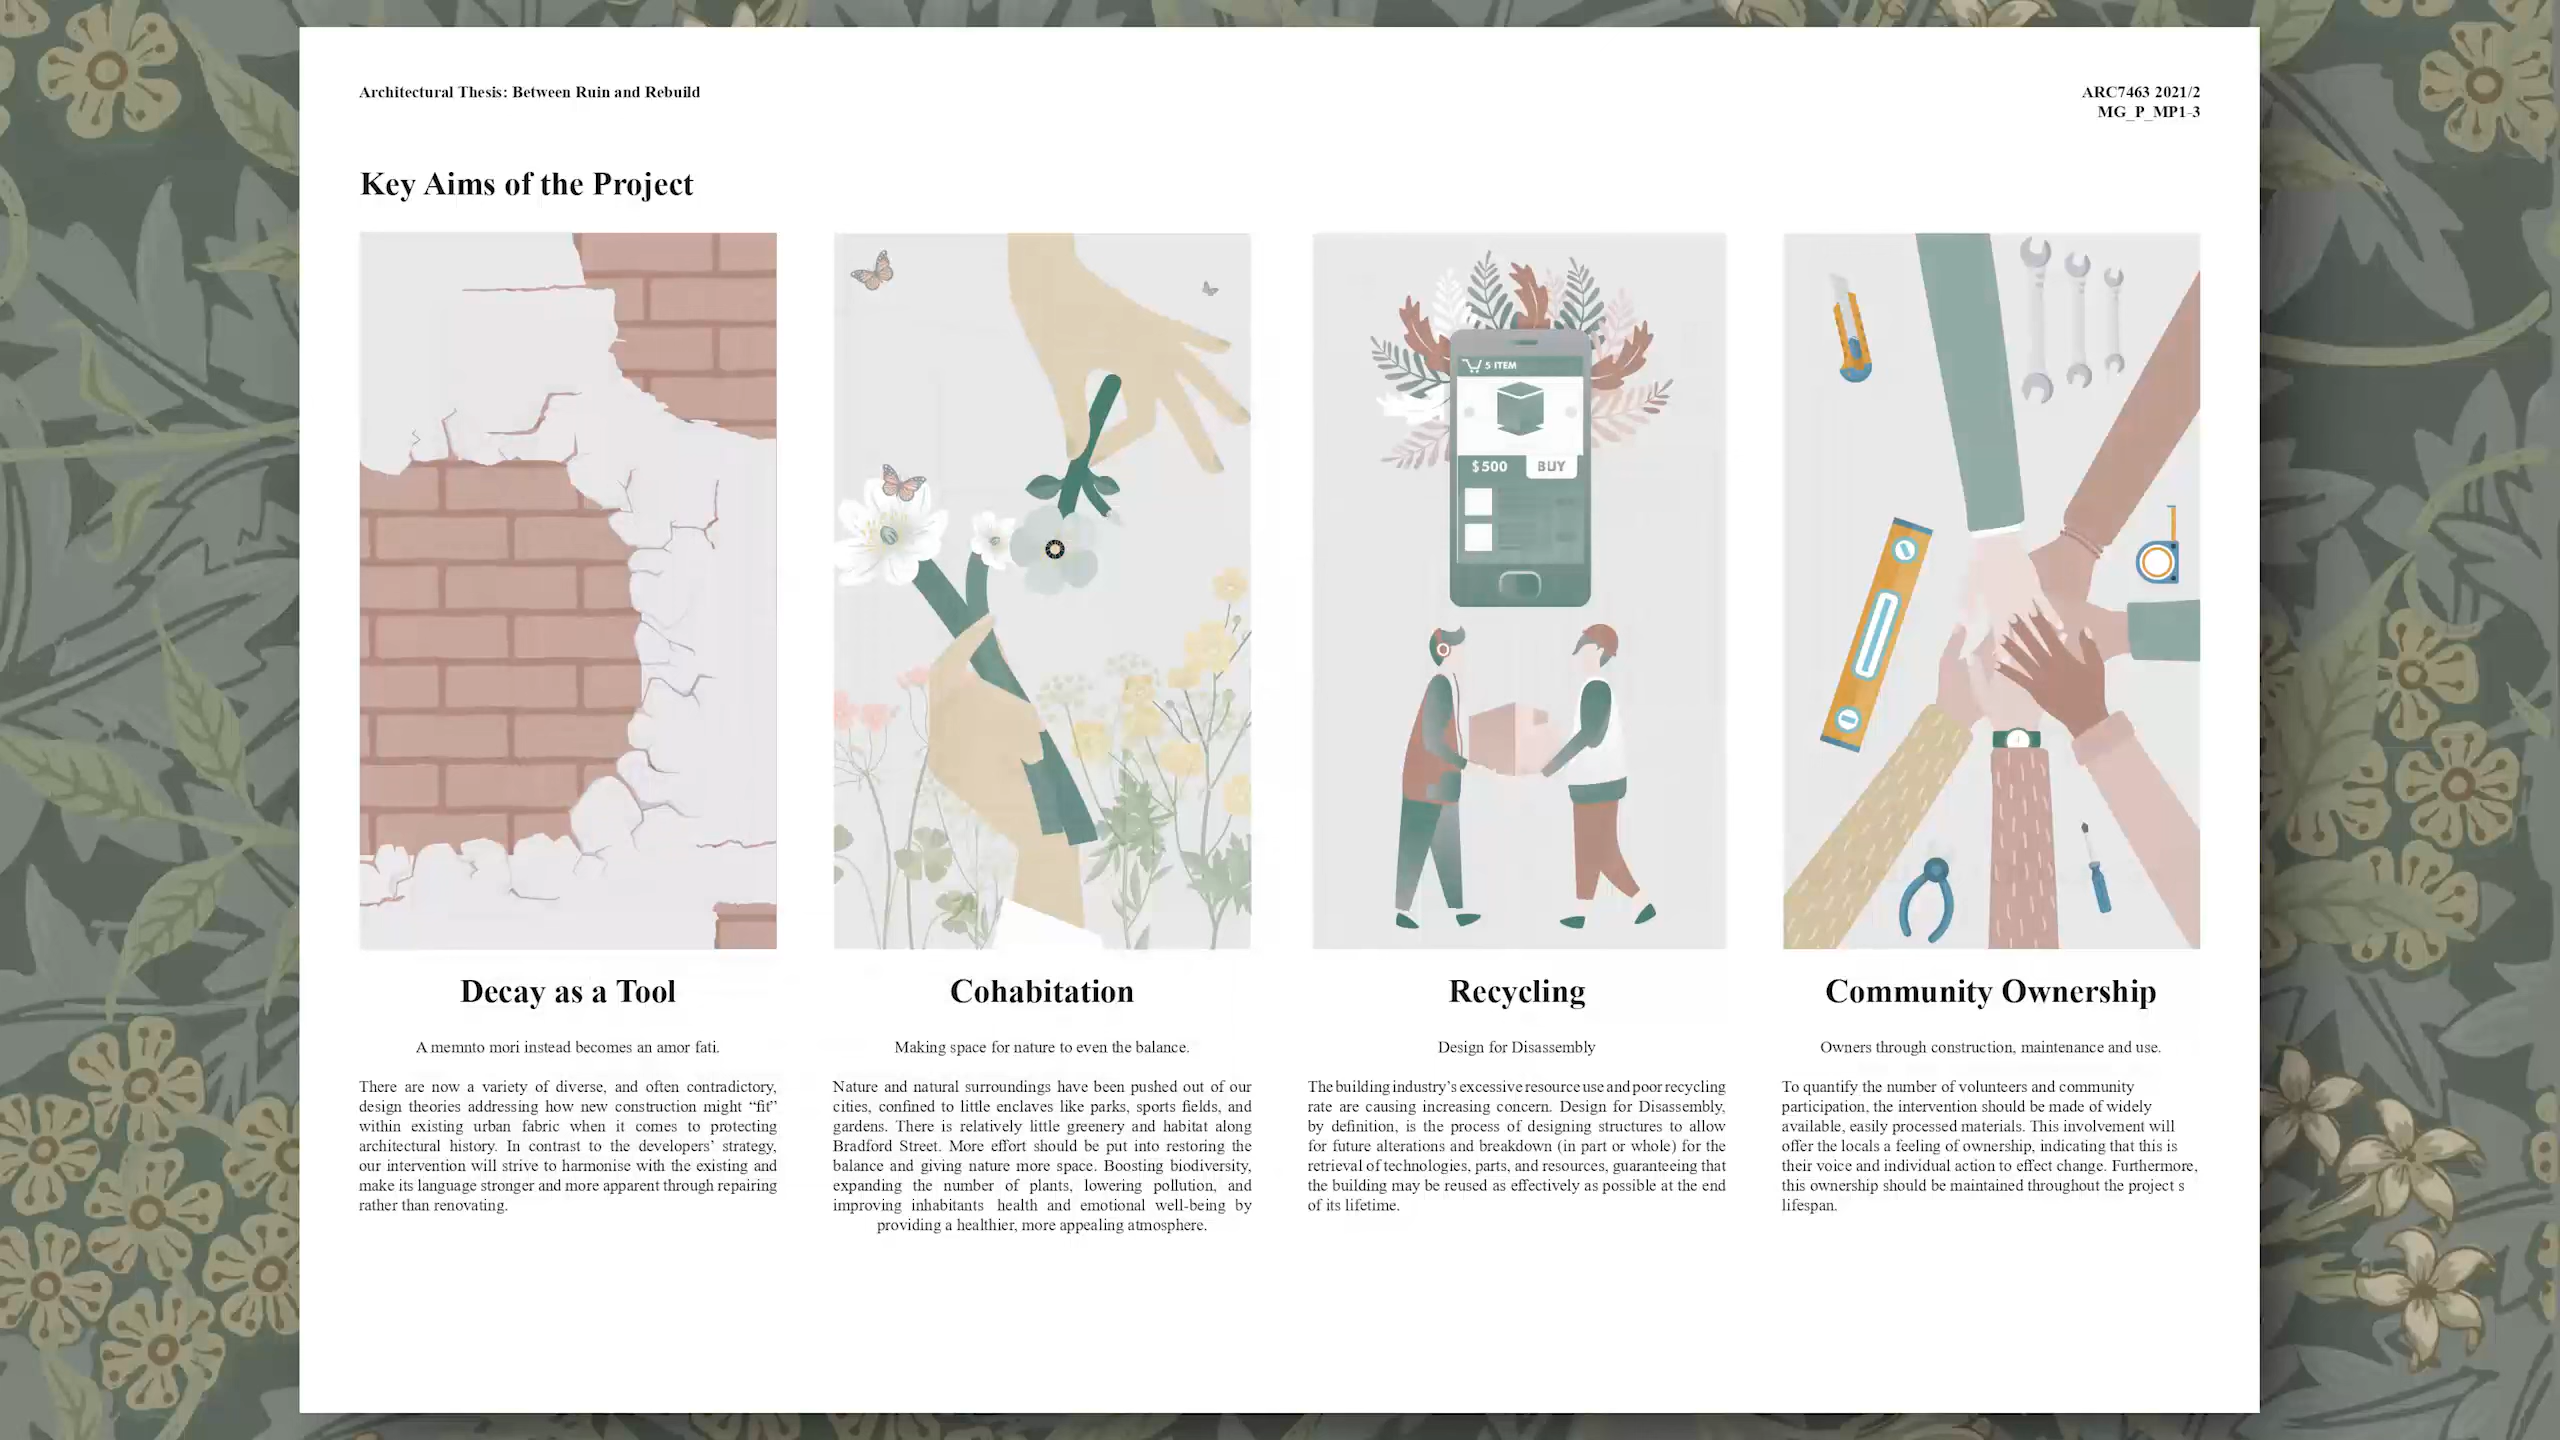 Architectural Thesis: Between Ruin and Rebuild
ARC7463 2021/2
MG_P_MP1-3
Key Aims of the Project
5 ITEM
$500
BUY
Decay as a Tool
A memnto mori instead becomes an amor fati.
There are now a variety of diverse, and often contradictory,
design theories addressing how new construction might “fit”
within existing urban fabric when it comes to protecting
architectural history. In contrast to the developers’ strategy,
our intervention will strive to harmonise with the existing and
make its language stronger and more apparent through repairing
rather than renovating.
Cohabitation
Making space for nature to even the balance.
Nature and natural surroundings have been pushed out of our
cities, confined to little enclaves like parks, sports fields, and
gardens. There is relatively little greenery and habitat along
Bradford Street. More effort should be put into restoring the
balance and giving nature more space. Boosting biodiversity,
expanding the number of plants, lowering pollution, and
improving inhabitants health and emotional well-being by
providing a healthier, more appealing atmosphere.
Recycling
Design for Disassembly
The building industry’s excessive resource use and poor recycling
rate are causing increasing concern. Design for Disassembly,
by definition, is the process of designing structures to allow
for future alterations and breakdown (in part or whole) for the
retrieval of technologies, parts, and resources, guaranteeing that
the building may be reused as effectively as possible at the end
of its lifetime.
Community Ownership
Owners through construction, maintenance and use.
To quantify the number of volunteers and community
participation, the intervention should be made of widely
available, easily processed materials. This involvement will
offer the locals a feeling of ownership, indicating that this is
their voice and individual action to effect change. Furthermore,
this ownership should be maintained throughout the project s
lifespan.